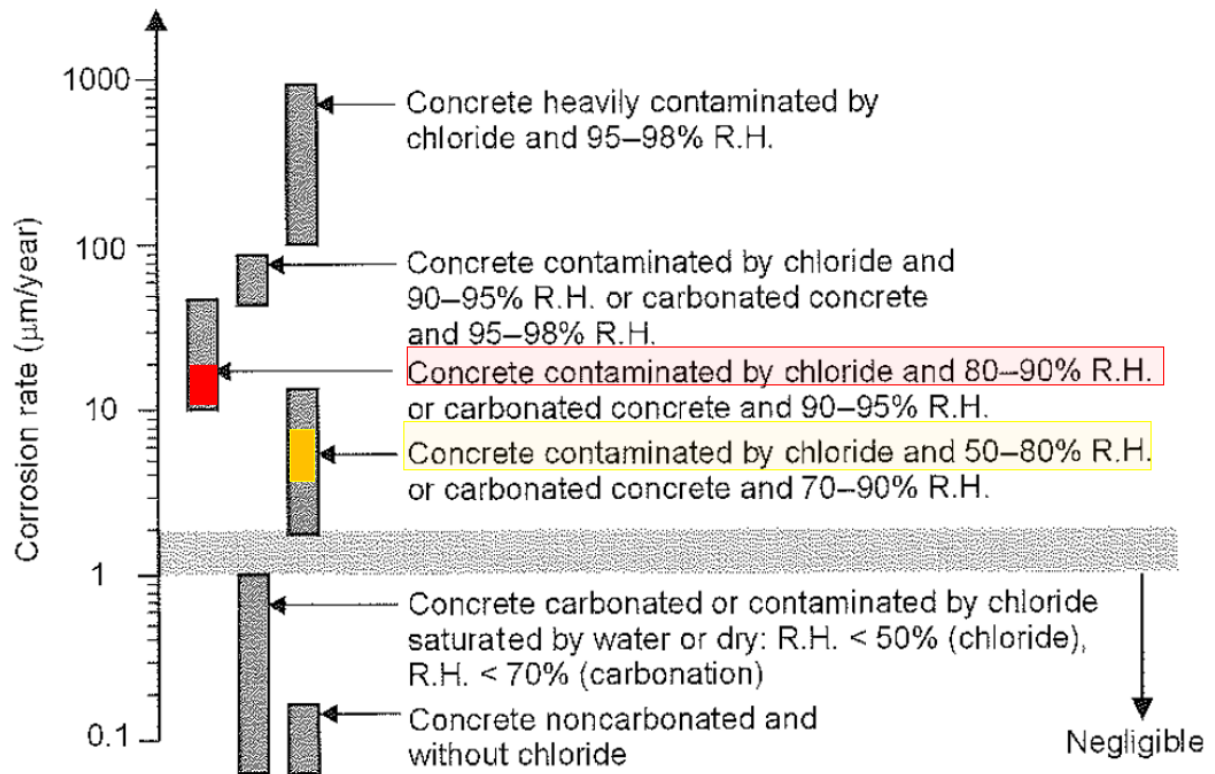 1000
Concrete heavily contaminated by
chloride and 95–98% R.H.
100
Concrete contaminated by chloride and
90–95% R.H. or carbonated concrete
and 95–98% R.H.
Concrete contaminated by chloride and 80–90% R.H.
or carbonated concrete and 90–95% R.H.
10
Concrete contaminated by chloride and 50–80% R.H.
or carbonated concrete and 70–90% R.H.
Corrosion rate (μm/year)
1
Concrete carbonated or contaminated by chloride
saturated by water or dry: R.H. < 50% (chloride),
R.H. < 70% (carbonation)
Concrete noncarbonated and
without chloride
0.1
Negligible